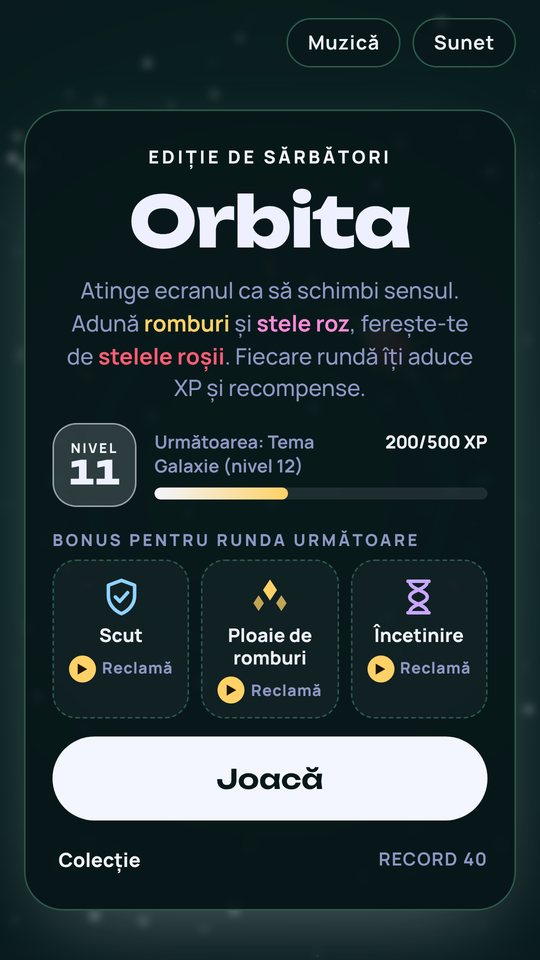 Muzică
Sunet
EDIȚIE DE SĂRBĂTORI
Orbita
Atinge ecranul ca să schimbi sensul.
Adună romburi și stele roz, ferește-te
de stelele roșii. Fiecare rundă îți aduce
XP și recompense.
NIVEL
11
Următoarea: Tema
Galaxie (nivel 12)
200/500 XP
BONUS PENTRU RUNDA URMĂTOARE
Scut
Reclamă
Ploaie de
romburi
Reclamă
Încetinire
Reclamă
Joacă
Colecție
RECORD 40